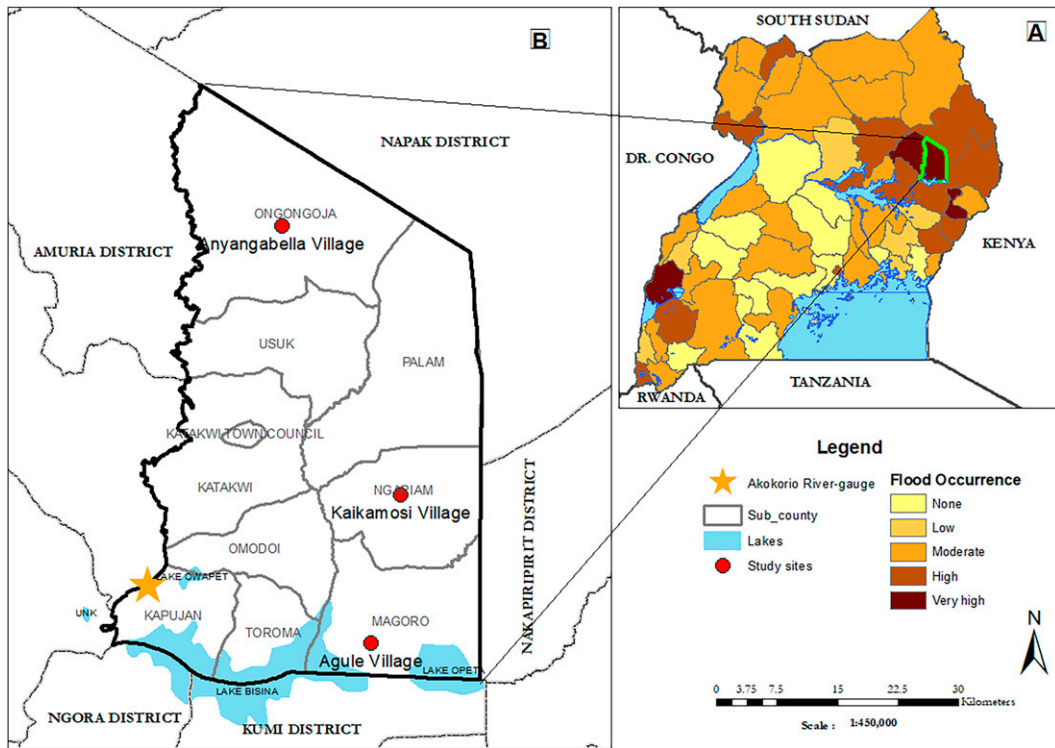 B
NAPAK DISTRICT
ONGONGOJA
Anyangabella Village
AMURIA DISTRICT
USUK
PALAM
KATAKWI TOWN COUNCIL
KATAKWI
NGARIAM
Kaikamosi Village
OMODOI
LAKE OWAPET
UNK
KAPUJAN
TOROMA
MAGORO
Agule Village
LAKE OPETA
LAKE BISINA
NGORA DISTRICT
KUMI DISTRICT
NAKAPIRIPIRIT DISTRICT
A
SOUTH SUDAN
DR. CONGO
KENYA
TANZANIA
RWANDA
Legend
Akokorio River-gauge
Sub_county
Lakes
Study sites
Flood Occurrence
None
Low
Moderate
High
Very high
N
0 3.75 7.5 15 22.5 30
Kilometers
Scale : 1:450,000